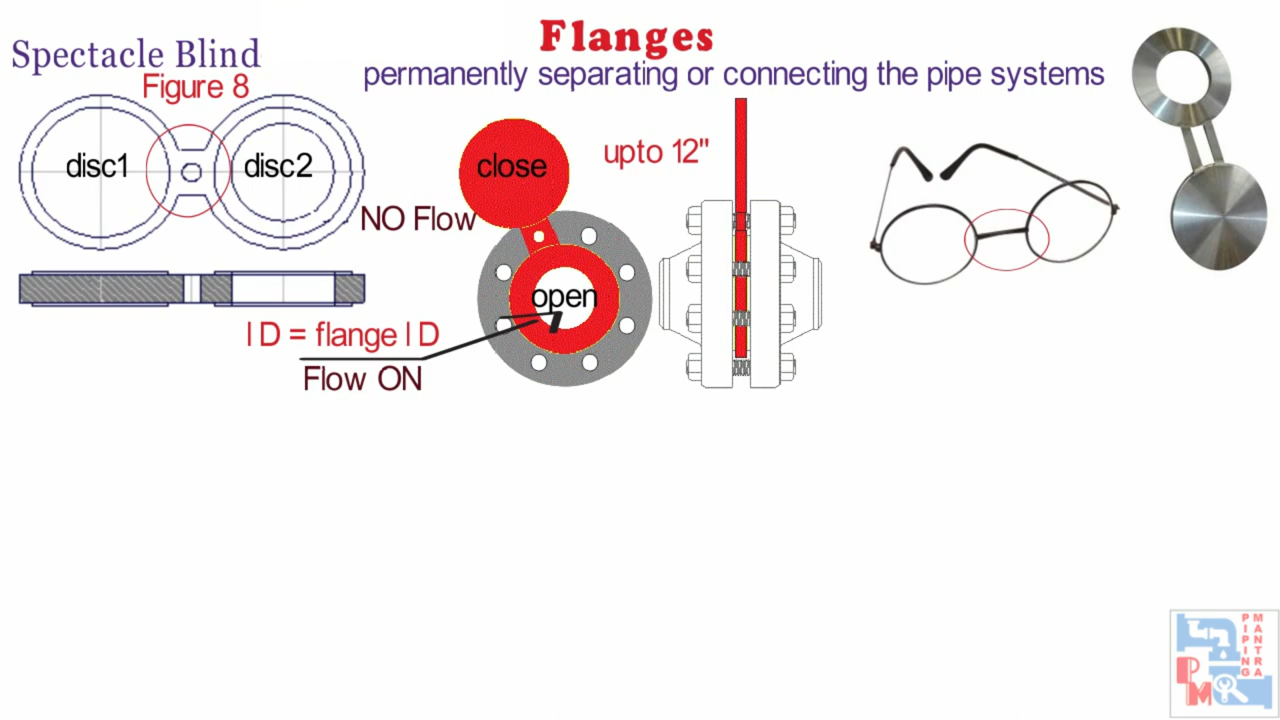 Flanges
Spectacle Blind
permanently separating or connecting the pipe systems
Figure 8
disc1
disc2
close
upto 12"
NO Flow
open
I D = flange I D
Flow ON
PIPING
MANTRA
PM